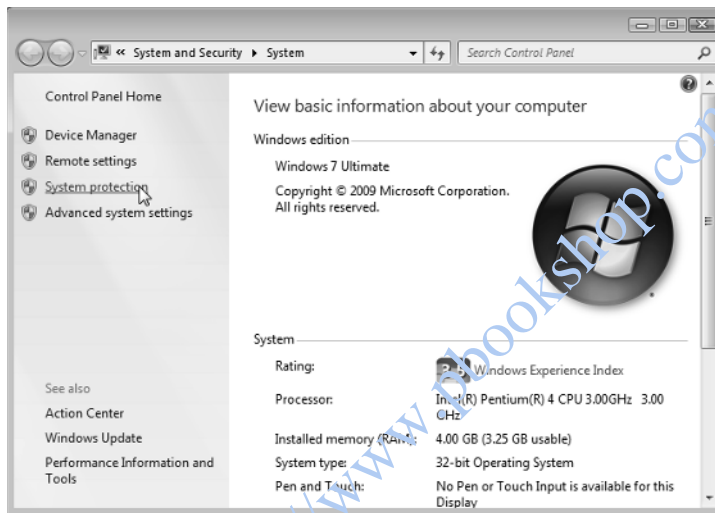 « System and Security ▸ System
Search Control Panel
Control Panel Home
Device Manager
Remote settings
System protection
Advanced system settings
See also
Action Center
Windows Update
Performance Information and
Tools
View basic information about your computer
Windows edition
Windows 7 Ultimate
Copyright © 2009 Microsoft Corporation.
All rights reserved.
System
Rating:
Windows Experience Index
Processor:
Intel(R) Pentium(R) 4 CPU 3.00GHz 3.00
GHz
Installed memory (RAM):
4.00 GB (3.25 GB usable)
System type:
32-bit Operating System
Pen and Touch:
No Pen or Touch Input is available for this
Display
www.pbookshop.com